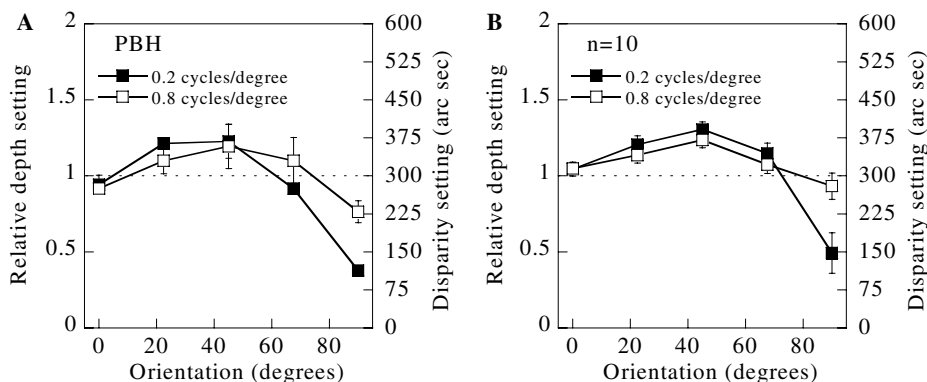 A
PBH
0.2 cycles/degree
0.8 cycles/degree
Relative depth setting
2
1.5
1
0.5
0
0 20 40 60 80
Orientation (degrees)
600
525
450
375
300
225
150
75
0
Disparity setting (arc sec)
B
n=10
0.2 cycles/degree
0.8 cycles/degree
Relative depth setting
2
1.5
1
0.5
0
0 20 40 60 80
Orientation (degrees)
600
525
450
375
300
225
150
75
0
Disparity setting (arc sec)